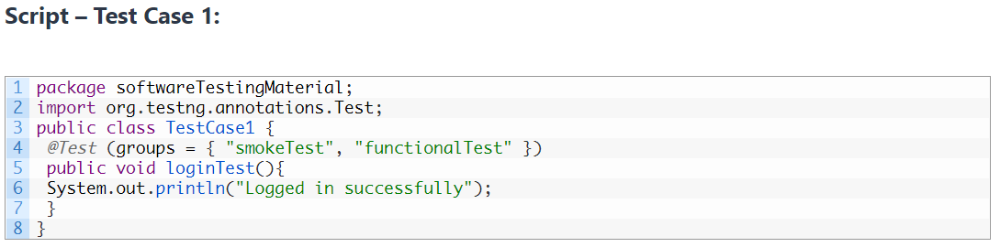 Script – Test Case 1:
1 package softwareTestingMaterial;
2 import org.testng.annotations.Test;
3 public class TestCase1 {
4  @Test (groups = { "smokeTest", "functionalTest" })
5  public void loginTest(){
6  System.out.println("Logged in successfully");
7  }
8 }